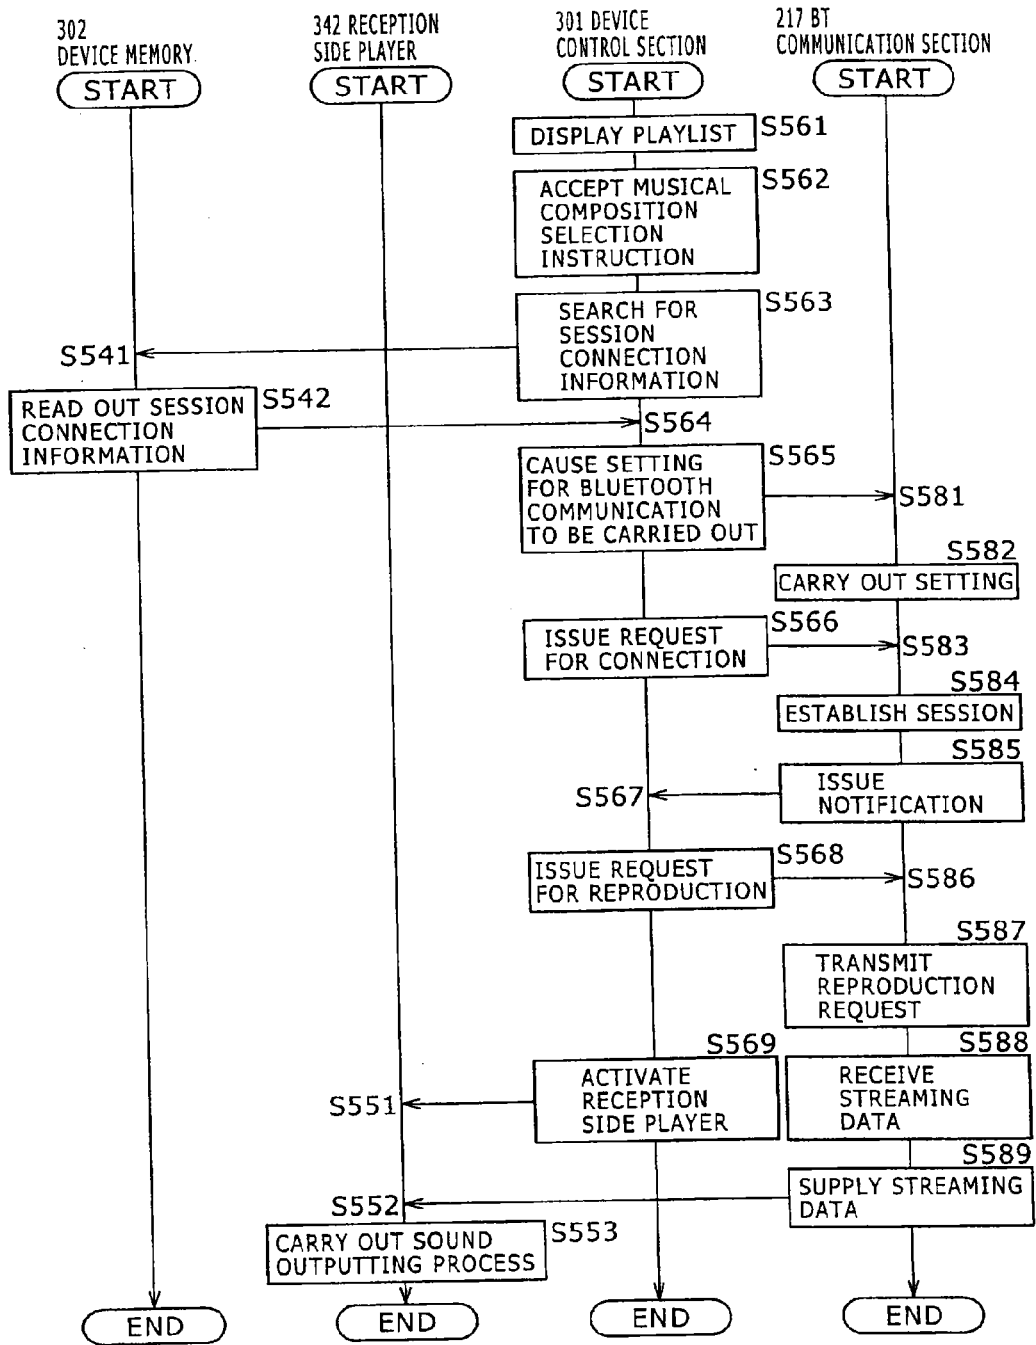 302
DEVICE MEMORY
342 RECEPTION
SIDE PLAYER
301 DEVICE
CONTROL SECTION
217 BT
COMMUNICATION SECTION
START
START
START
START
DISPLAY PLAYLIST
S561
ACCEPT MUSICAL
COMPOSITION
SELECTION
INSTRUCTION
S562
SEARCH FOR
SESSION
CONNECTION
INFORMATION
S563
S541
READ OUT SESSION
CONNECTION
INFORMATION
S542
S564
CAUSE SETTING
FOR BLUETOOTH
COMMUNICATION
TO BE CARRIED OUT
S565
S581
S582
CARRY OUT SETTING
ISSUE REQUEST
FOR CONNECTION
S566
S583
S584
ESTABLISH SESSION
S585
ISSUE
NOTIFICATION
S567
ISSUE REQUEST
FOR REPRODUCTION
S568
S586
S587
TRANSMIT
REPRODUCTION
REQUEST
S569
ACTIVATE
RECEPTION
SIDE PLAYER
S588
RECEIVE
STREAMING
DATA
S551
S589
SUPPLY STREAMING
DATA
S552
CARRY OUT SOUND
OUTPUTTING PROCESS
S553
END
END
END
END